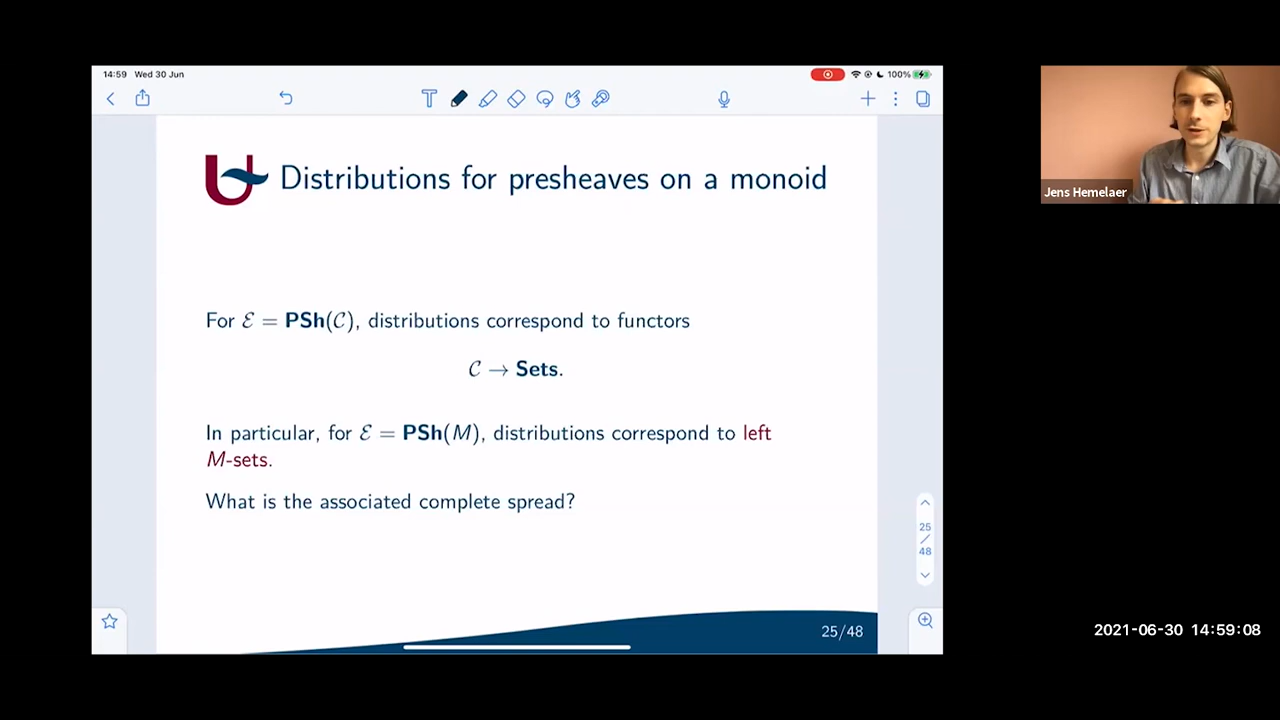 14:59 Wed 30 Jun
100%
Distributions for presheaves on a monoid
For ℰ = PSh(𝒞), distributions correspond to functors
𝒞 → Sets.
In particular, for ℰ = PSh(M), distributions correspond to left
M-sets.
What is the associated complete spread?
25
/
48
25/48
Jens Hemelaer
2021-06-30 14:59:08